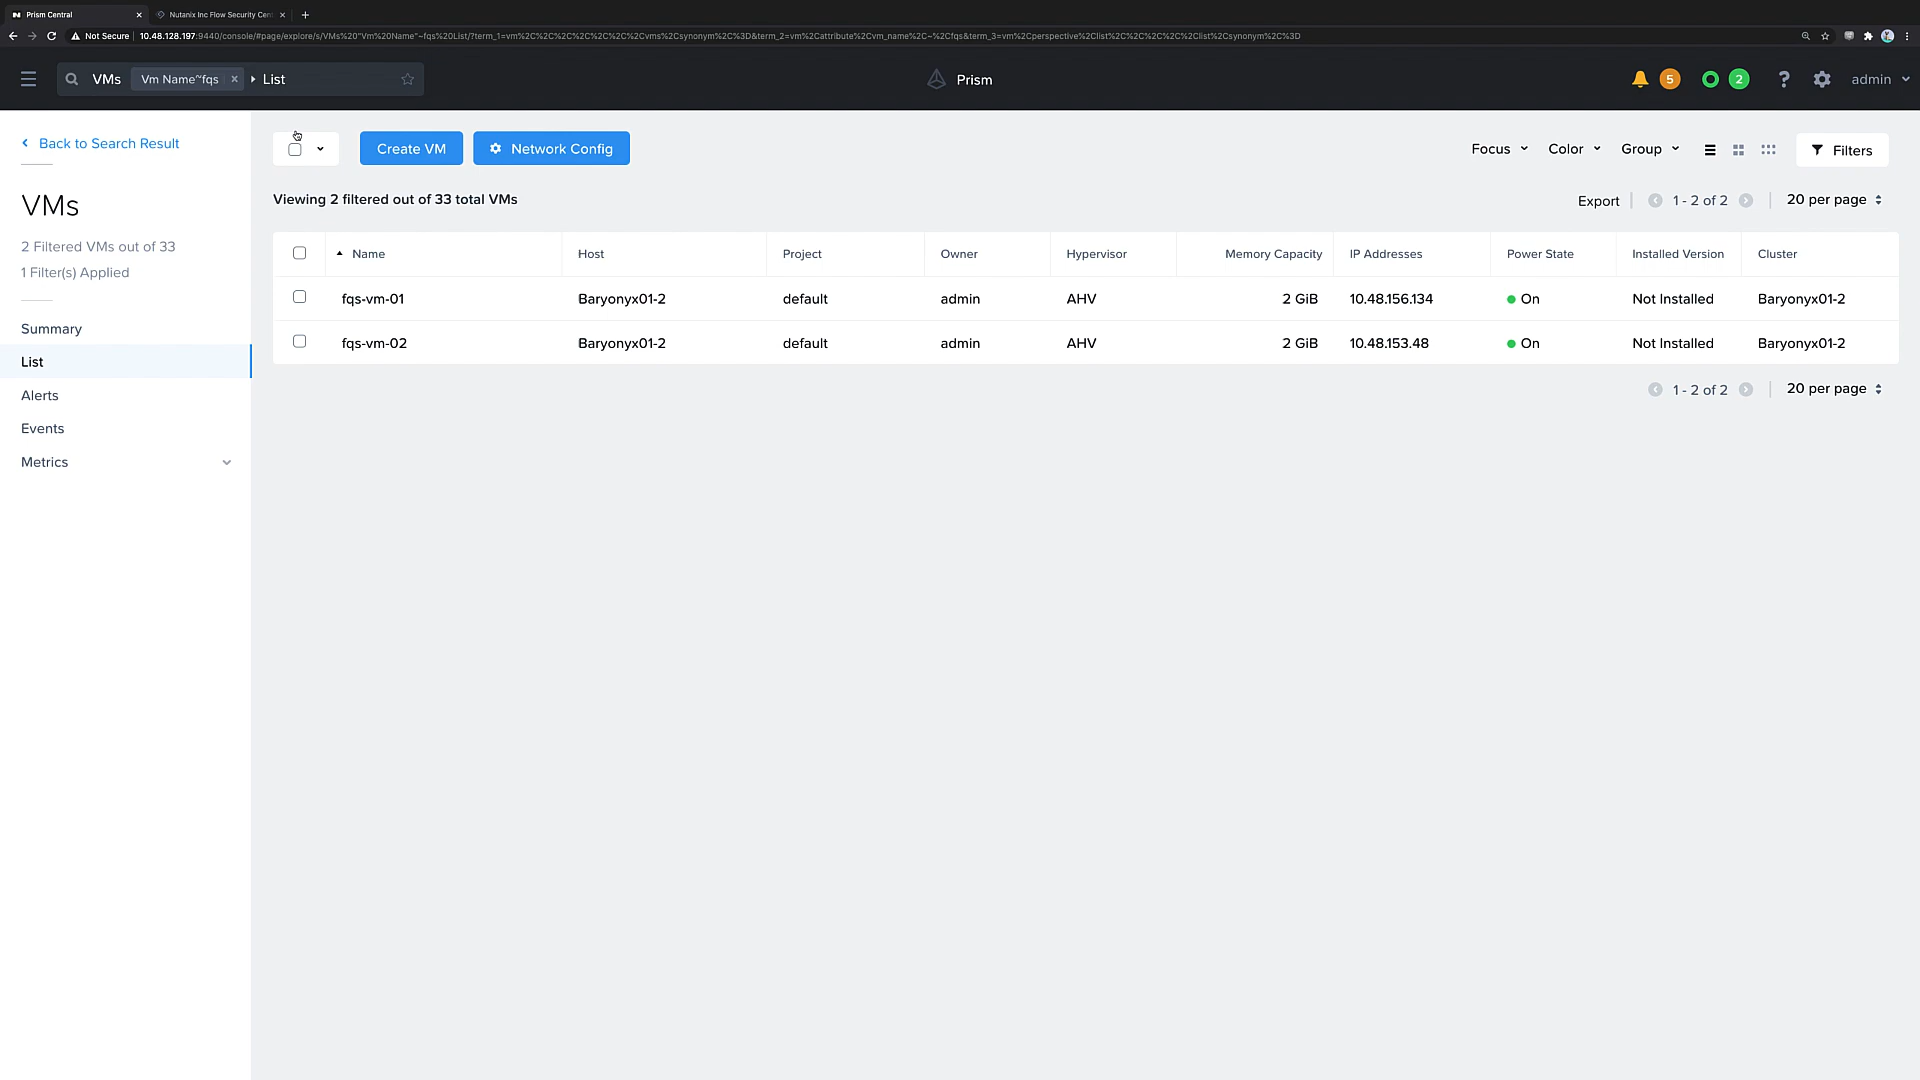 Prism Central
Nutanix Inc Flow Security Cen
Not Secure 10.48.128.197:9440/console/#page/explore/s/VMs%20"Vm%20Name"~fqs%20List/?term_1=vm%2C%2C%2C%2C%2C%2C%2Cvms%2Csynonym%2C%3D&term_2=vm%2Cattribute%2Cvm_name%2C~%2Cfqs&term_3=vm%2Cperspective%2Clist%2C%2C%2C%2C%2Clist%2Csynonym%2C%3D
VMs Vm Name~fqs × List
Prism
5 2 ? admin
Back to Search Result
VMs
2 Filtered VMs out of 33
1 Filter(s) Applied
Summary
List
Alerts
Events
Metrics
Create VM Network Config
Focus Color Group Filters
Viewing 2 filtered out of 33 total VMs
Export 1 - 2 of 2 20 per page
Name Host Project Owner Hypervisor Memory Capacity IP Addresses Power State Installed Version Cluster
fqs-vm-01 Baryonyx01-2 default admin AHV 2 GiB 10.48.156.134 On Not Installed Baryonyx01-2
fqs-vm-02 Baryonyx01-2 default admin AHV 2 GiB 10.48.153.48 On Not Installed Baryonyx01-2
1 - 2 of 2 20 per page